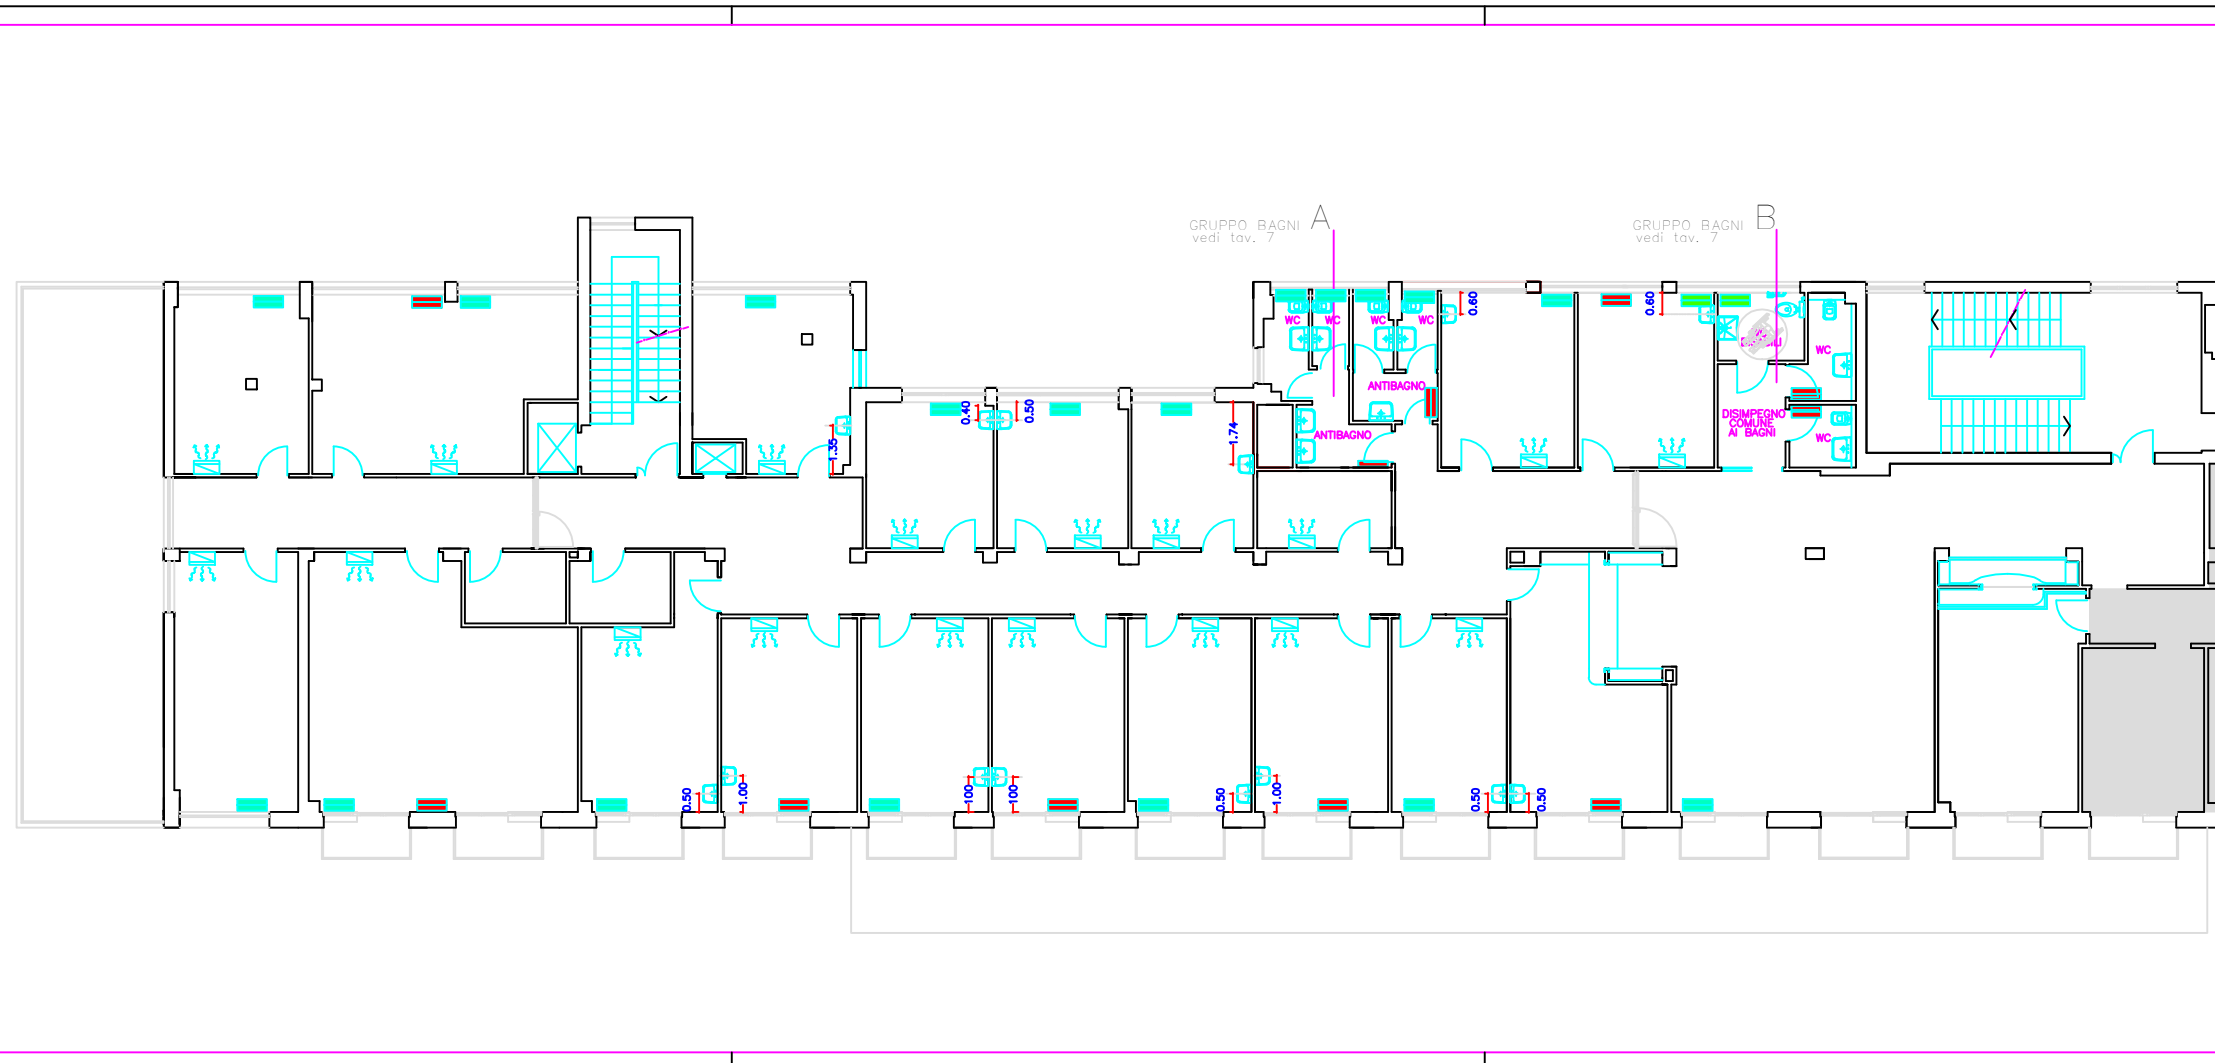 GRUPPO BAGNI A
vedi tav. 7
GRUPPO BAGNI B
vedi tav. 7
WC
WC
WC
WC
WC
ANTIBAGNO
ANTIBAGNO
DISIMPEGNO
COMUNE
AI BAGNI
WC
0.60
0.60
0.40
0.50
1.74
1.35
0.50
1.00
100
100
0.50
1.00
0.50
0.50